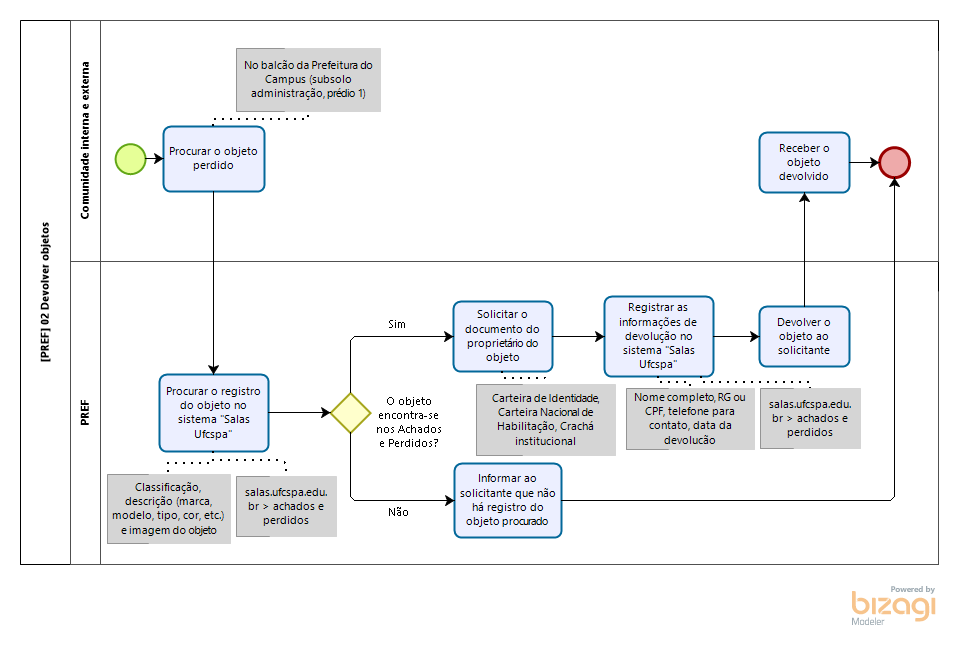 [PREF] 02 Devolver objetos
Comunidade interna e externa
No balcão da Prefeitura do
Campus (subsolo
administração, prédio 1)
Procurar o objeto
perdido
Receber o
objeto
devolvido
PREF
Procurar o registro
do objeto no
sistema "Salas
Ufcspa"
Classificação,
descrição (marca,
modelo, tipo, cor, etc.)
e imagem do objeto
salas.ufcspa.edu.
br > achados e
perdidos
O objeto
encontra-se
nos Achados
e Perdidos?
Sim
Solicitar o
documento do
proprietário do
objeto
Carteira de Identidade,
Carteira Nacional de
Habilitação, Crachá
institucional
Registrar as
informações de
devolução no
sistema "Salas
Ufcspa"
Nome completo, RG ou
CPF, telefone para
contato, data da
devolucão
salas.ufcspa.edu.
br > achados e
perdidos
Devolver o
objeto ao
solicitante
Não
Informar ao
solicitante que não
há registro do
objeto procurado
Powered by
bizagi
Modeler